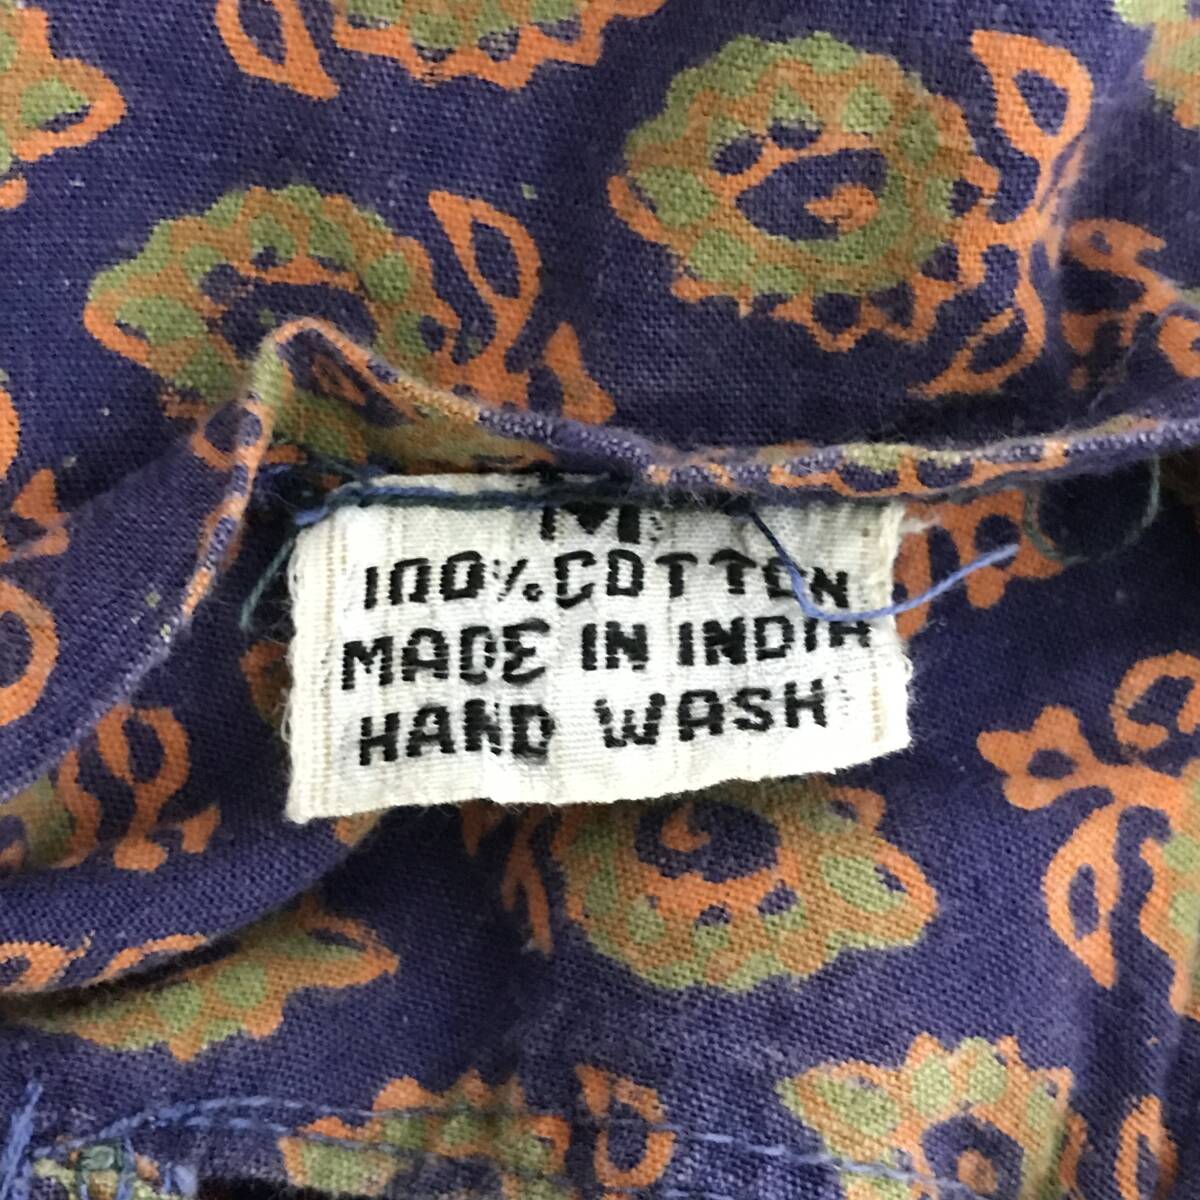 M
100% COTTON
MADE IN INDIA
HAND WASH